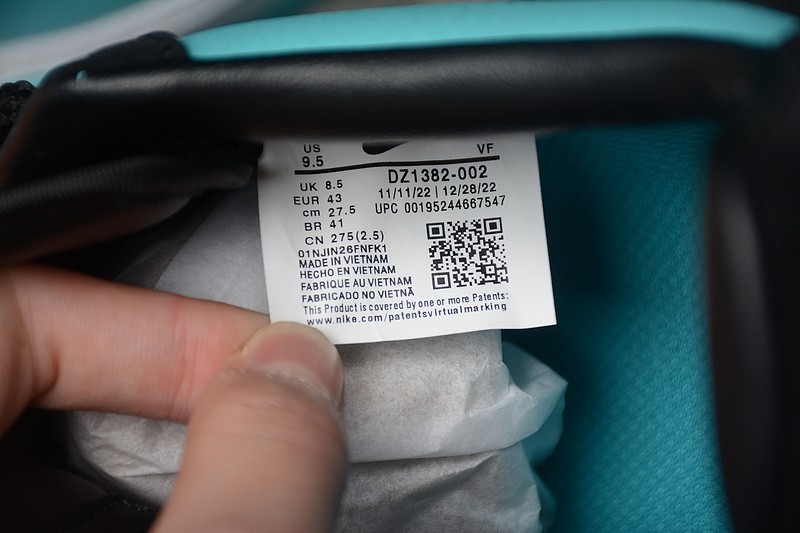 US VF
9.5
UK 8.5 DZ1382-002
EUR 43 11/11/22 | 12/28/22
cm 27.5 UPC 00195244667547
BR 41
CN 275(2.5)
01NJIN26FNFK1
MADE IN VIETNAM
HECHO EN VIETNAM
FABRIQUE AU VIETNAM
FABRICADO NO VIETNÃ
This Product is covered by one or more Patents:
www.nike.com/patentsvirtualmarking